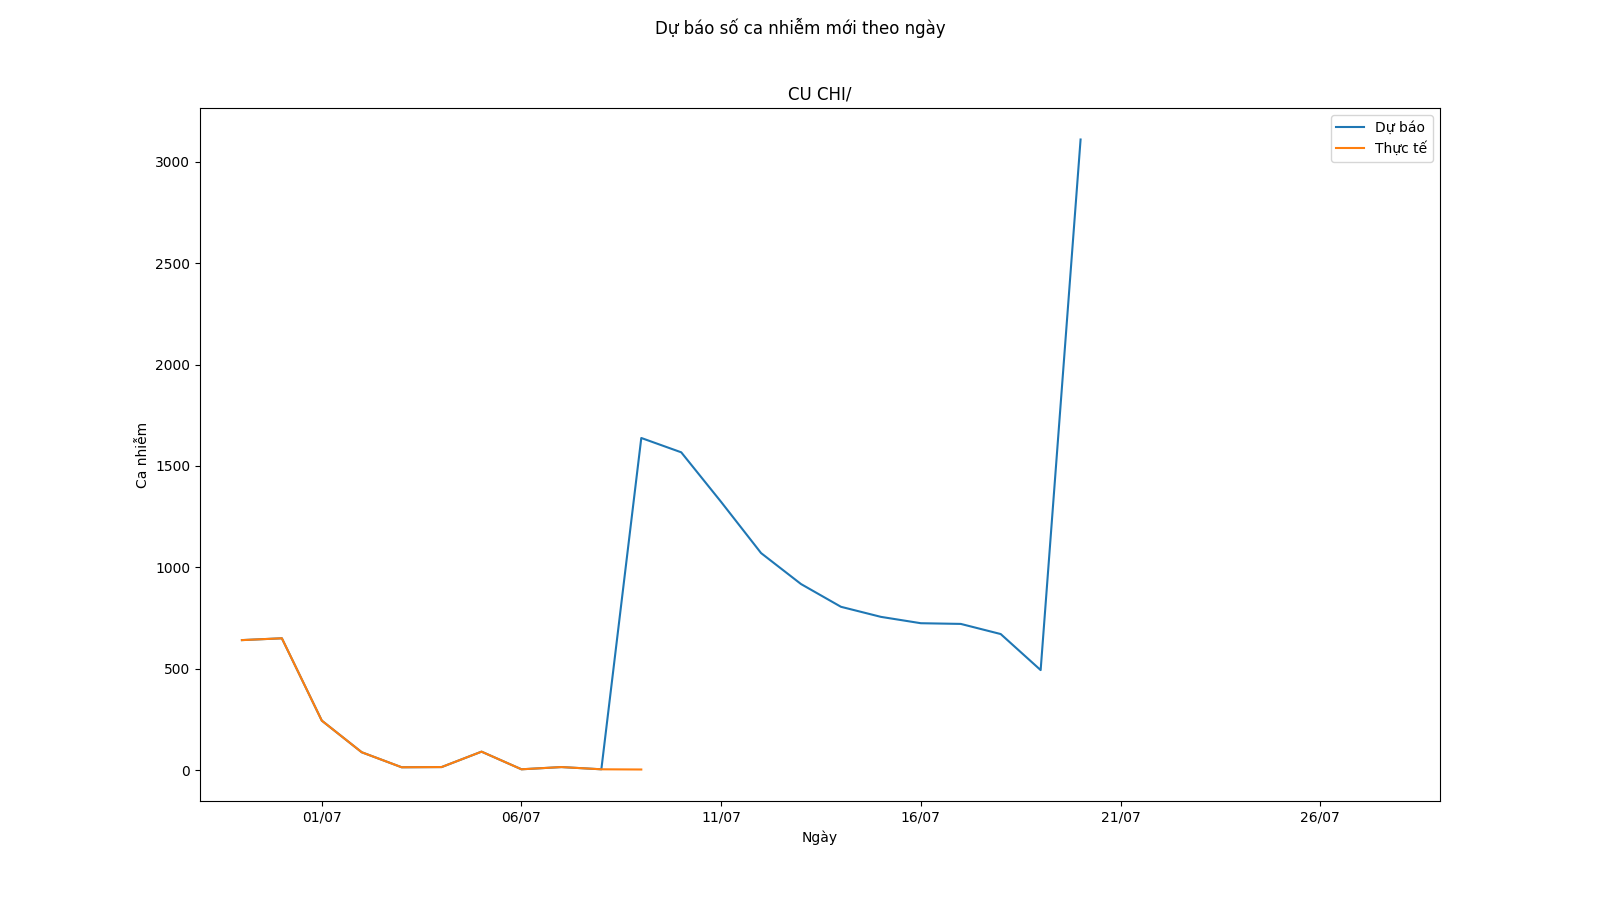 Dự báo số ca nhiễm mới theo ngày
CU CHI/
Dự báo
Thực tế
3000
2500
2000
1500
1000
500
0
Ca nhiễm
01/07 06/07 11/07 16/07 21/07 26/07
Ngày